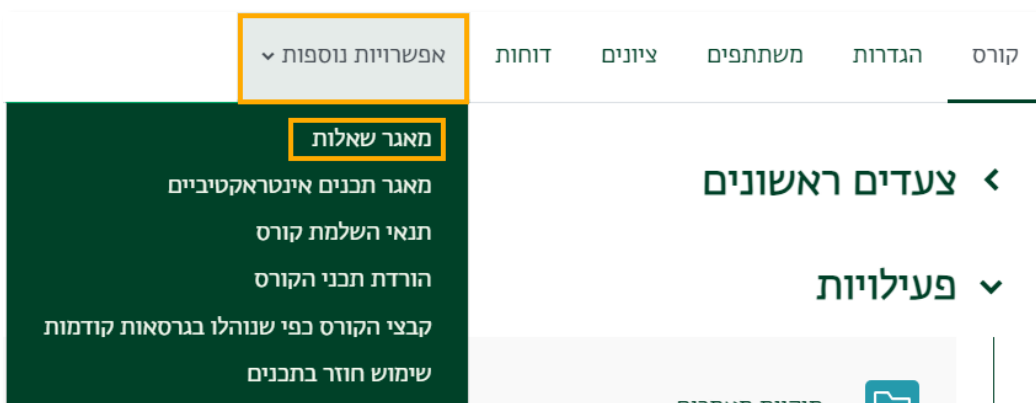 קורס הגדרות משתתפים ציונים דוחות אפשרויות נוספות
מאגר שאלות
מאגר תכנים אינטראקטיביים
תנאי השלמת קורס
הורדת תכני הקורס
קבצי הקורס כפי שנוהלו בגרסאות קודמות
שימוש חוזר בתכנים
צעדים ראשונים
פעילויות